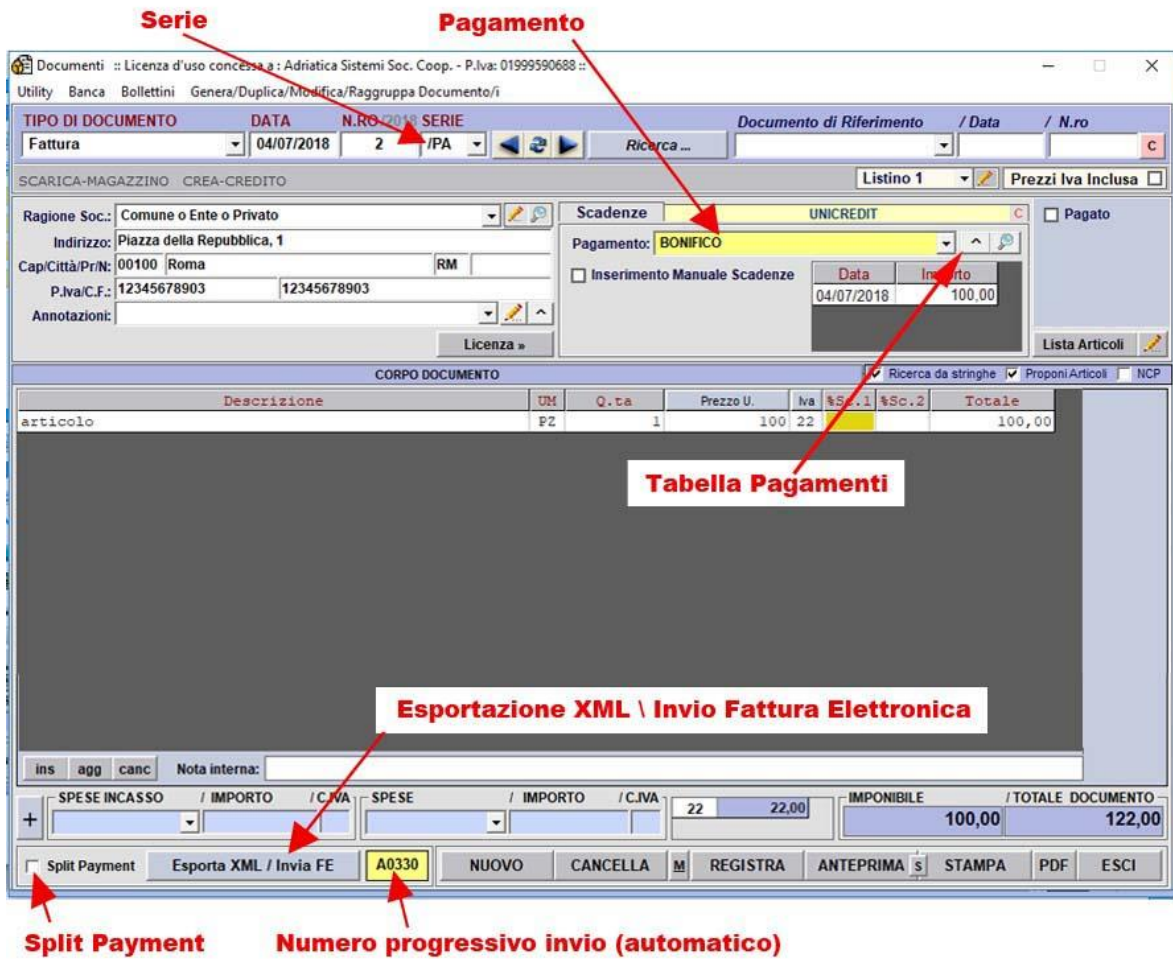 Serie
Pagamento
Documenti :: Licenza d'uso concessa a : Adriatica Sistemi Soc. Coop. - P.Iva: 01999590688 ::
Utility Banca Bollettini Genera/Duplica/Modifica/Raggruppa Documento/i
TIPO DI DOCUMENTO DATA N.RO/2018 SERIE Documento di Riferimento / Data / N.ro
Fattura 04/07/2018 2 /PA Ricerca ... C
SCARICA-MAGAZZINO CREA-CREDITO Listino 1 Prezzi Iva Inclusa
Ragione Soc.: Comune o Ente o Privato Scadenze UNICREDIT C Pagato
Indirizzo: Piazza della Repubblica, 1 Pagamento: BONIFICO
Cap/Città/Pr/N: 00100 Roma RM Inserimento Manuale Scadenze Data Importo
P.Iva/C.F.: 12345678903 12345678903 04/07/2018 100,00
Annotazioni:
Licenza » Lista Articoli
CORPO DOCUMENTO Ricerca da stringhe Proponi Articoli NCP
Descrizione UM Q.ta Prezzo U. Iva %Sc.1 %Sc.2 Totale
articolo PZ 1 100 22 100,00
Tabella Pagamenti
Esportazione XML \ Invio Fattura Elettronica
ins agg canc Nota interna:
SPESE INCASSO / IMPORTO / C.IVA SPESE / IMPORTO / C.IVA 22 22,00 IMPONIBILE / TOTALE DOCUMENTO
+ 100,00 122,00
Split Payment Esporta XML / Invia FE A0330 NUOVO CANCELLA M REGISTRA ANTEPRIMA S STAMPA PDF ESCI
Split Payment Numero progressivo invio (automatico)